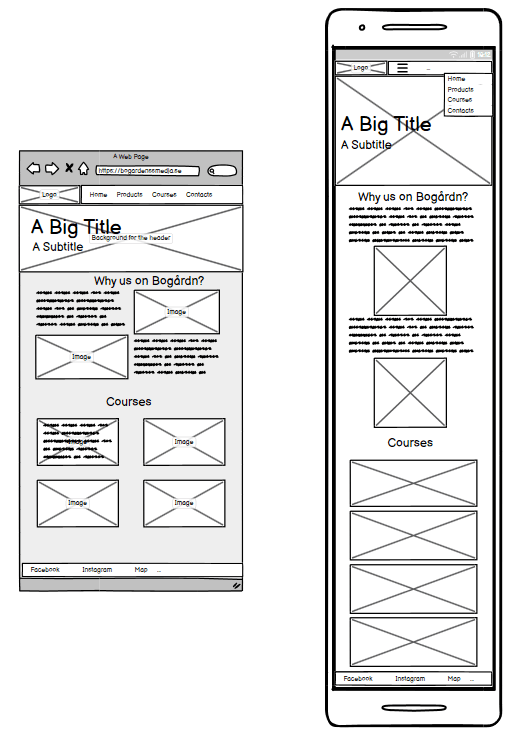 A Web Page
https://bogardensmedja.se
Logo
Home Products Courses Contacts
A Big Title
Background for the header
A Subtitle
Why us on Bogårdn?
Image
Image
Courses
Image
Image
Image
Image
Facebook Instagram Map ...
Logo
...
Home
Products
Courses
Contacts
A Big Title
A Subtitle
Why us on Bogårdn?
Courses
Facebook Instagram Map ...